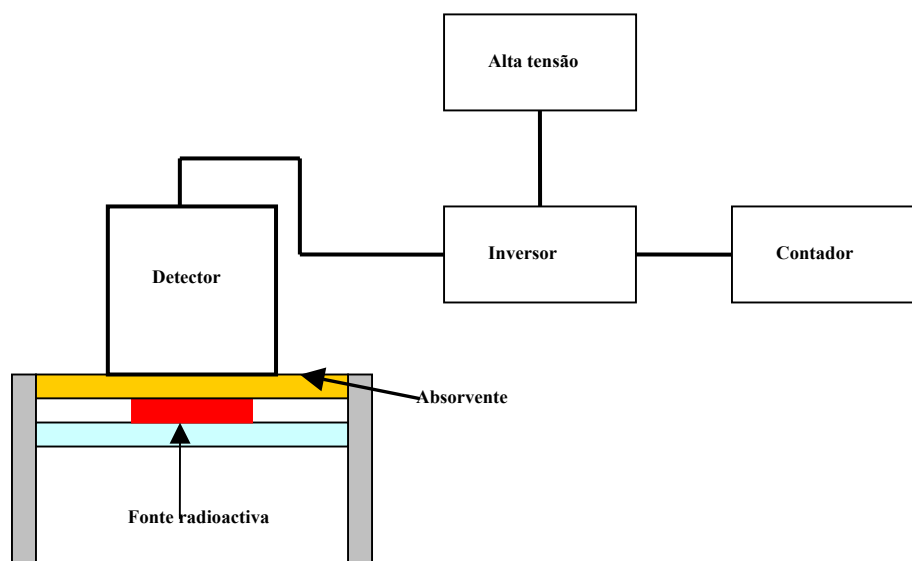 Alta tensão
Detector
Inversor
Contador
Absorvente
Fonte radioactiva